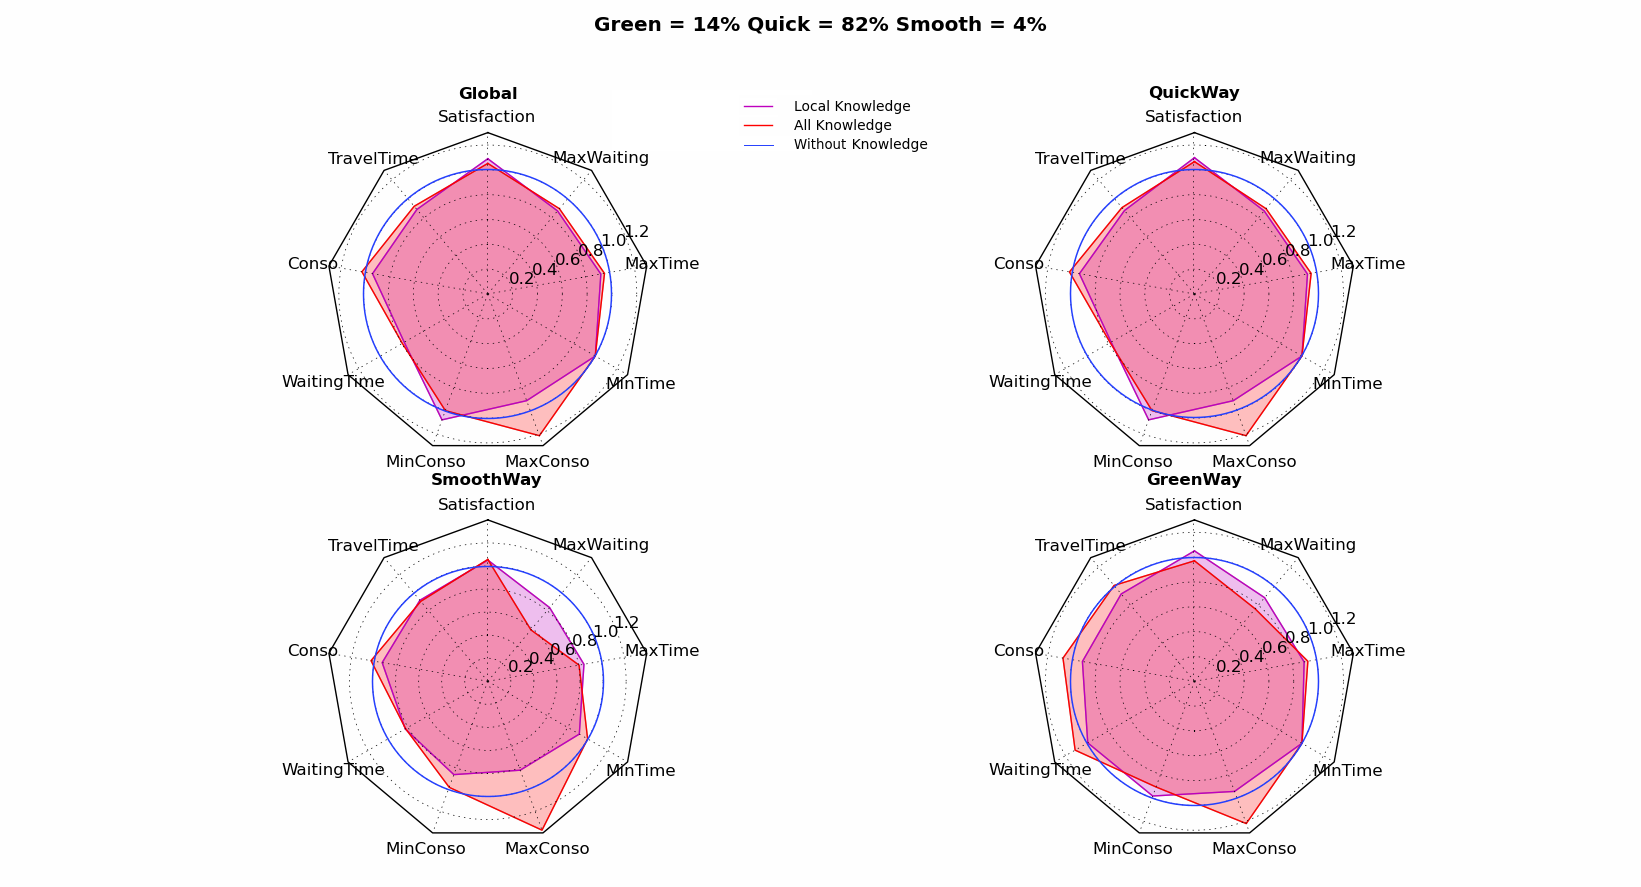 Green = 14% Quick = 82% Smooth = 4%
Global
Satisfaction
MaxWaiting
TravelTime
Conso
MaxTime
WaitingTime
MinTime
MinConso
MaxConso
0.2
0.4
0.6
0.8
1.0
1.2
Local Knowledge
All Knowledge
Without Knowledge
QuickWay
Satisfaction
MaxWaiting
TravelTime
Conso
MaxTime
WaitingTime
MinTime
MinConso
MaxConso
0.2
0.4
0.6
0.8
1.0
1.2
SmoothWay
Satisfaction
MaxWaiting
TravelTime
Conso
MaxTime
WaitingTime
MinTime
MinConso
MaxConso
0.2
0.4
0.6
0.8
1.0
1.2
GreenWay
Satisfaction
MaxWaiting
TravelTime
Conso
MaxTime
WaitingTime
MinTime
MinConso
MaxConso
0.2
0.4
0.6
0.8
1.0
1.2